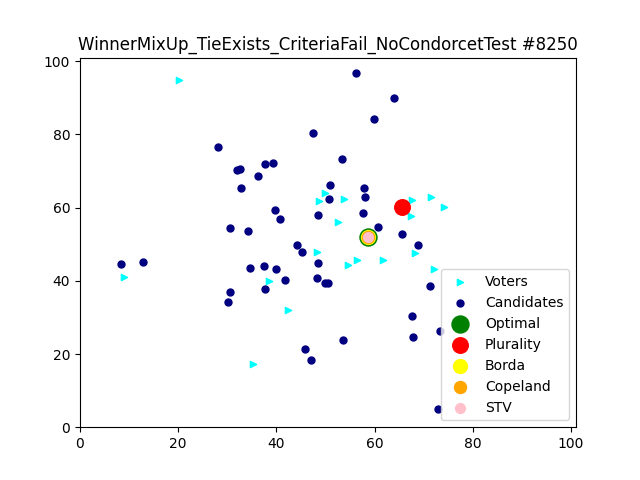 WinnerMixUp_TieExists_CriteriaFail_NoCondorcetTest #8250
100
80
60
40
20
0
0 20 40 60 80 100
Voters
Candidates
Optimal
Plurality
Borda
Copeland
STV